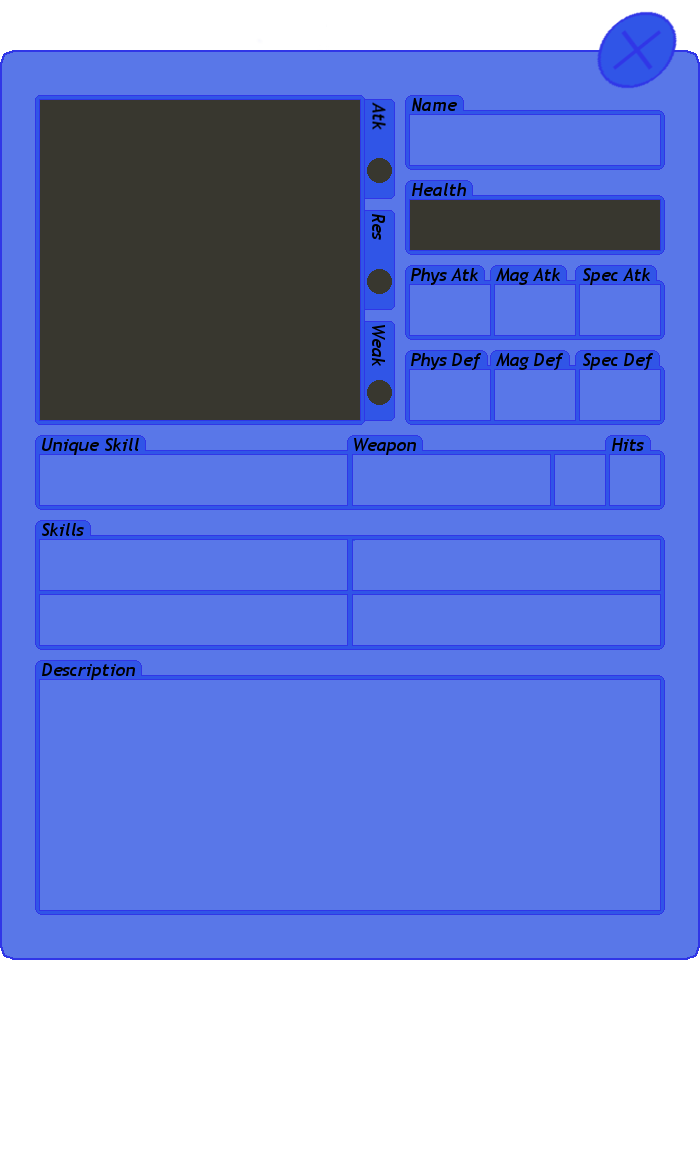 Atk
Name
Health
Res
Phys Atk Mag Atk Spec Atk
Weak
Phys Def Mag Def Spec Def
Unique Skill Weapon Hits
Skills
Description